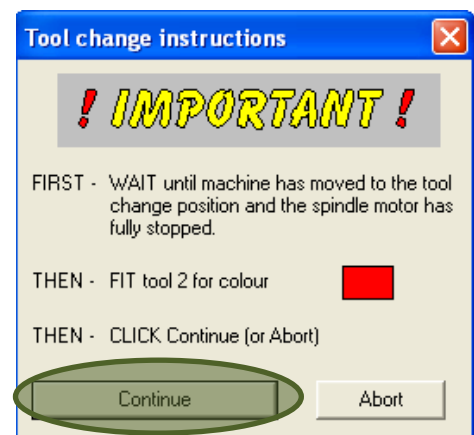 Tool change instructions
! IMPORTANT !
FIRST - WAIT until machine has moved to the tool
change position and the spindle motor has
fully stopped.
THEN - FIT tool 2 for colour
THEN - CLICK Continue (or Abort)
Continue Abort